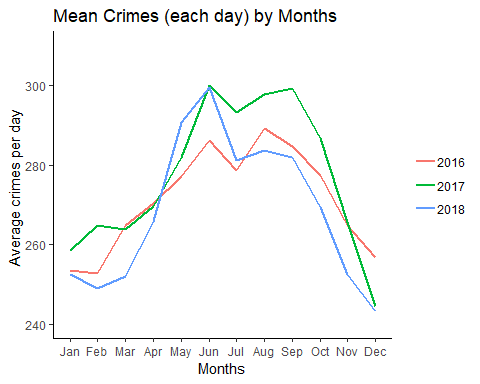 Mean Crimes (each day) by Months
Average crimes per day
300
280
260
240
Jan Feb Mar Apr May Jun Jul Aug Sep Oct Nov Dec
Months
2016
2017
2018